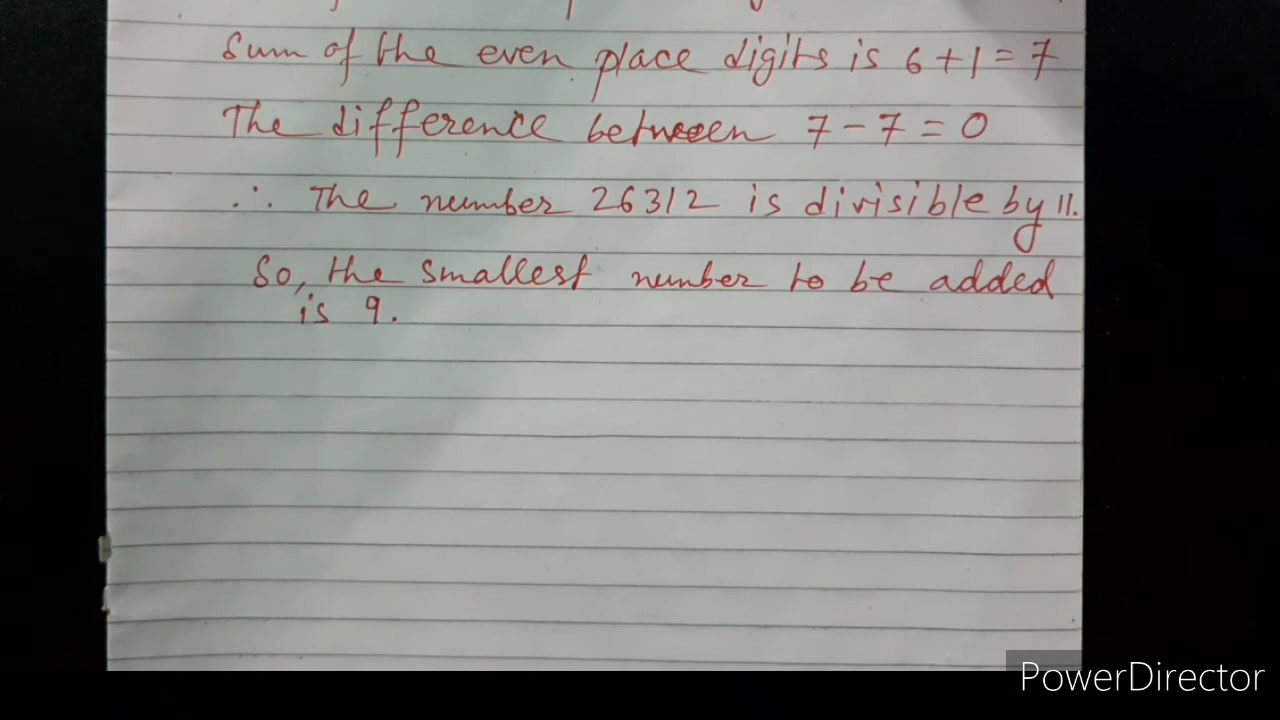 Sum of the even place digits is 6+1=7
The difference between 7-7=0
∴ The number 26312 is divisible by 11.
So, the smallest number to be added
is 9.
PowerDirector